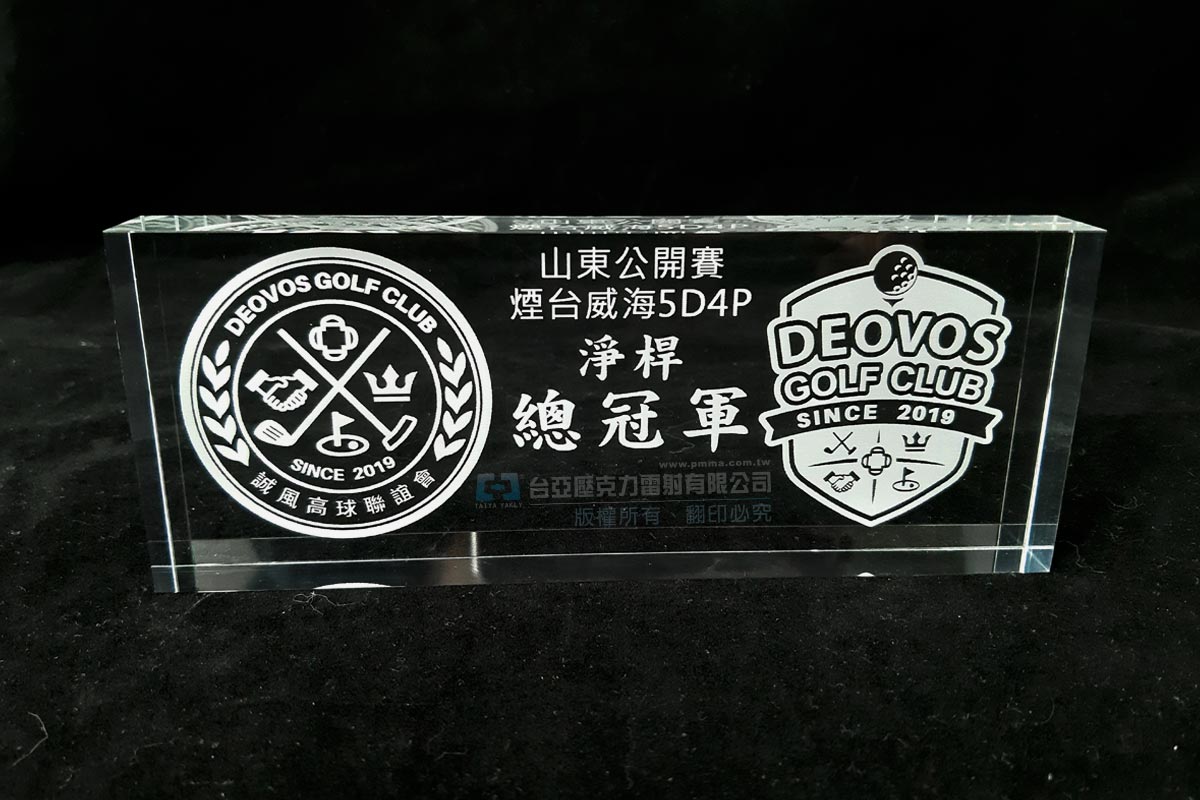 DEOVOS GOLF CLUB
SINCE 2019
誠風高球聯誼會
山東公開賽
煙台威海5D4P
淨桿
總冠軍
DEOVOS
GOLF CLUB
SINCE 2019
www.pmma.com.tw
台亞壓克力雷射有限公司
TAIYA YAKLY
版權所有、翻印必究